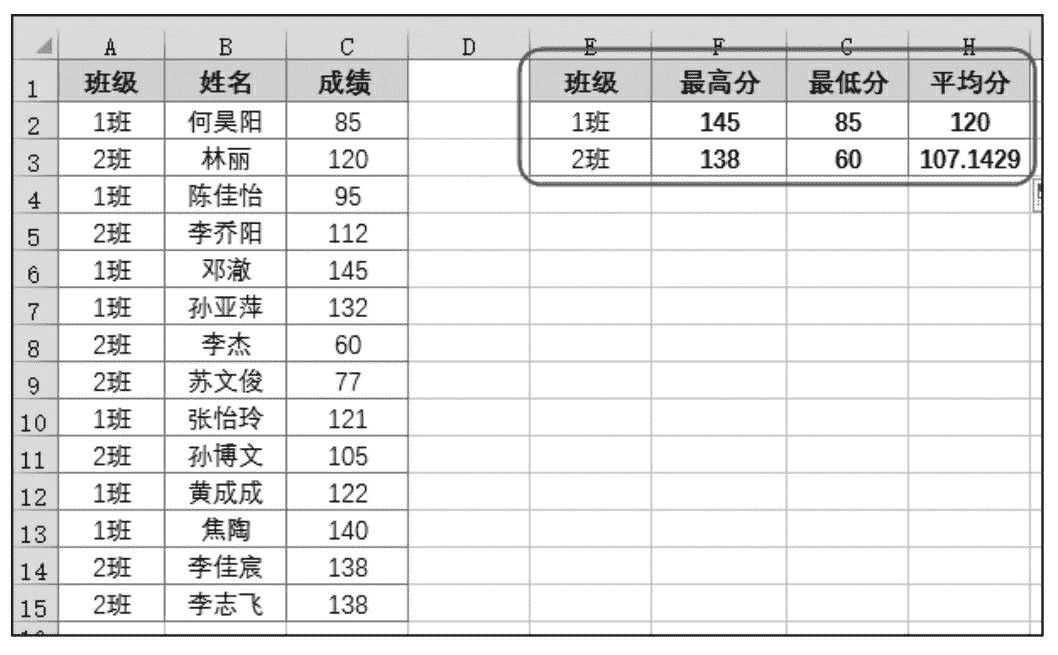 A B C D E F G H
1 班级 姓名 成绩 班级 最高分 最低分 平均分
2 1班 何昊阳 85 1班 145 85 120
3 2班 林丽 120 2班 138 60 107.1429
4 1班 陈佳怡 95
5 2班 李乔阳 112
6 1班 邓澈 145
7 1班 孙亚萍 132
8 2班 李杰 60
9 2班 苏文俊 77
10 1班 张怡玲 121
11 2班 孙博文 105
12 1班 黄成成 122
13 1班 焦陶 140
14 2班 李佳宸 138
15 2班 李志飞 138